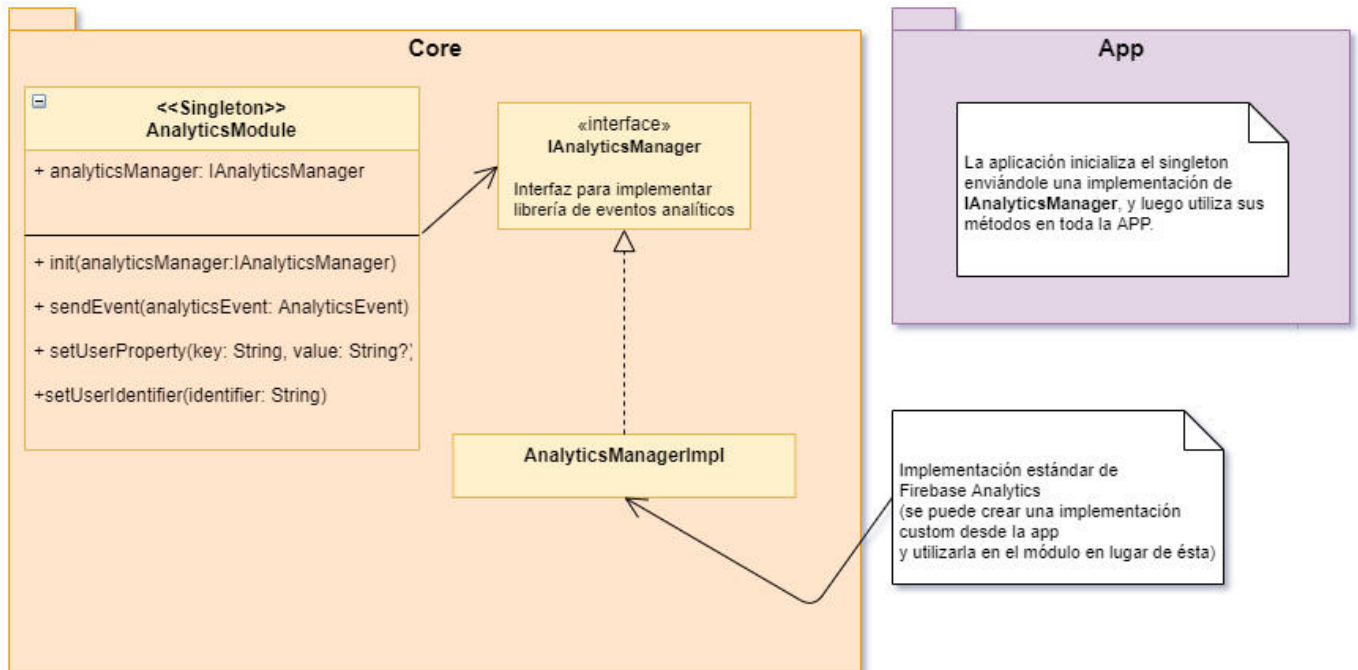 Core
<<Singleton>>
AnalyticsModule
+ analyticsManager: IAnalyticsManager
+ init(analyticsManager:IAnalyticsManager)
+ sendEvent(analyticsEvent: AnalyticsEvent)
+ setUserProperty(key: String, value: String?)
+setUserIdentifier(identifier: String)
«interface»
IAnalyticsManager
Interfaz para implementar
librería de eventos analíticos
AnalyticsManagerImpl
App
La aplicación inicializa el singleton
enviándole una implementación de
IAnalyticsManager, y luego utiliza sus
métodos en toda la APP.
Implementación estándar de
Firebase Analytics
(se puede crear una implementación
custom desde la app
y utilizarla en el módulo en lugar de ésta)